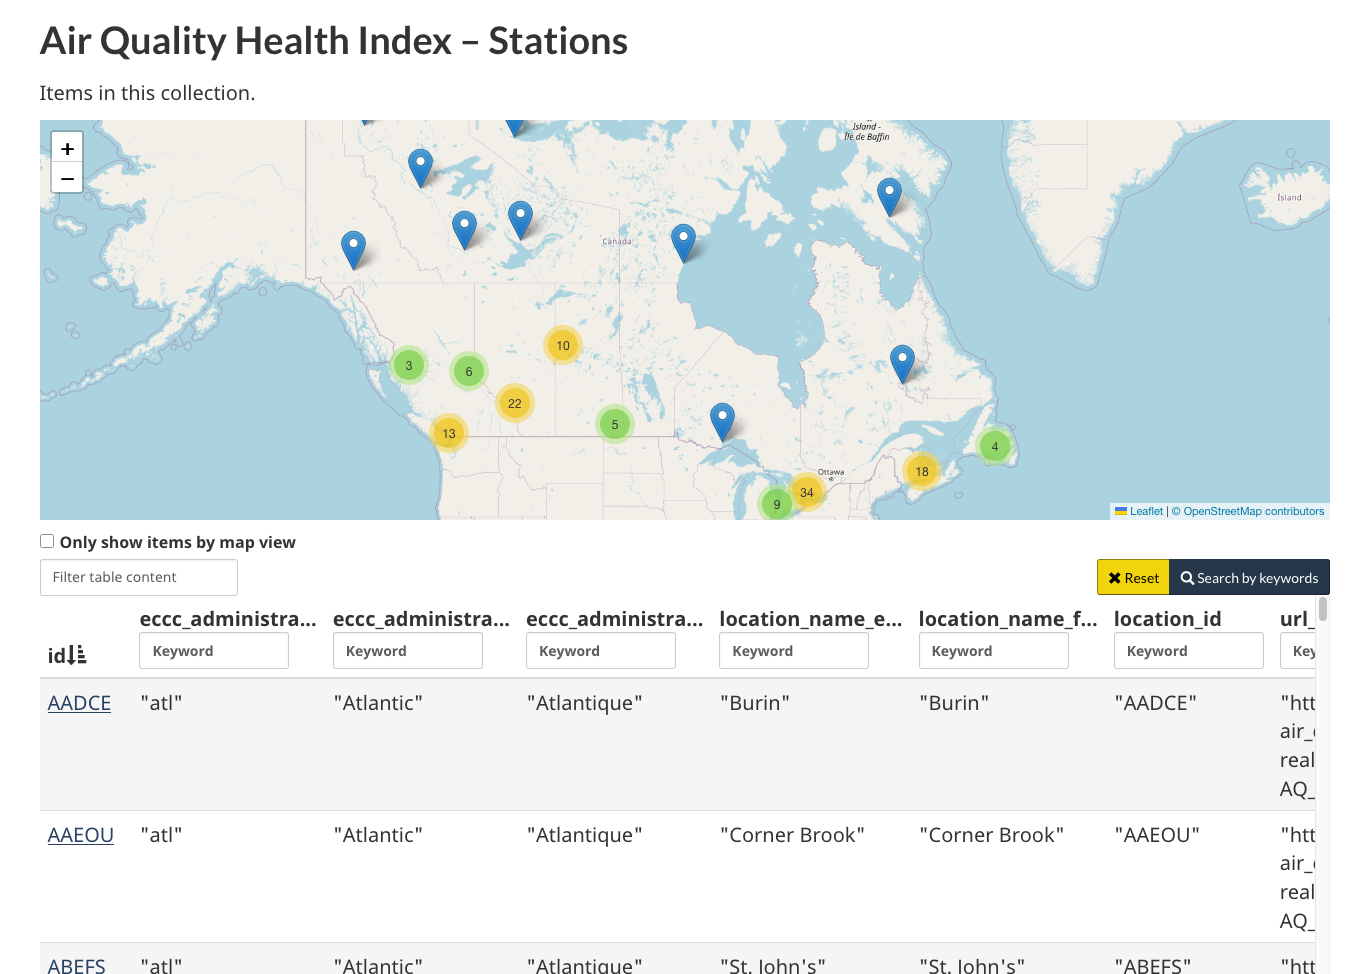 Air Quality Health Index – Stations
Items in this collection.
+
−
Island -
Île de Baffin
Ísland
Canada
10
3
6
22
13
5
4
Ottawa
18
34
9
Leaflet | © OpenStreetMap contributors
Only show items by map view
Filter table content
Reset
Search by keywords
id
eccc_administra...
eccc_administra...
eccc_administra...
location_name_e...
location_name_f...
location_id
url_
Keyword
Keyword
Keyword
Keyword
Keyword
Keyword
Key
AADCE
"atl"
"Atlantic"
"Atlantique"
"Burin"
"Burin"
"AADCE"
"htt
air_
real
AQ_
AAEOU
"atl"
"Atlantic"
"Atlantique"
"Corner Brook"
"Corner Brook"
"AAEOU"
"htt
air_
real
AQ_
ABEFS
"atl"
"Atlantic"
"Atlantique"
"St. John's"
"St. John's"
"ABEFS"
"htt